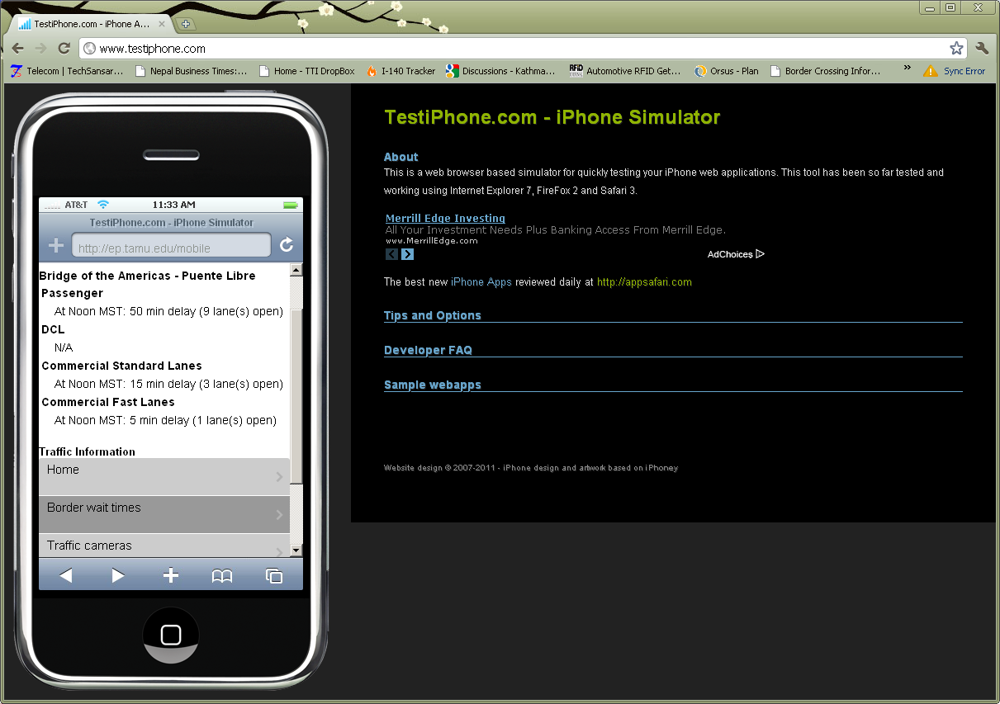 TestiPhone.com - iPhone A...
www.testiphone.com
Telecom | TechSansar... Nepal Business Times:... Home - TTI DropBox I-140 Tracker Discussions - Kathma... RFID JOURNAL Automotive RFID Get... Orsus - Plan Border Crossing Infor... » Sync Error
AT&T 11:33 AM
TestiPhone.com - iPhone Simulator
http://ep.tamu.edu/mobile
Bridge of the Americas - Puente Libre
Passenger
At Noon MST: 50 min delay (9 lane(s) open)
DCL
N/A
Commercial Standard Lanes
At Noon MST: 15 min delay (3 lane(s) open)
Commercial Fast Lanes
At Noon MST: 5 min delay (1 lane(s) open)
Traffic Information
Home
Border wait times
Traffic cameras
TestiPhone.com - iPhone Simulator
About
This is a web browser based simulator for quickly testing your iPhone web applications. This tool has been so far tested and
working using Internet Explorer 7, FireFox 2 and Safari 3.
Merrill Edge Investing
All Your Investment Needs Plus Banking Access From Merrill Edge.
www.MerrillEdge.com
AdChoices
The best new iPhone Apps reviewed daily at http://appsafari.com
Tips and Options
Developer FAQ
Sample webapps
Website design © 2007-2011 - iPhone design and artwork based on iPhoney